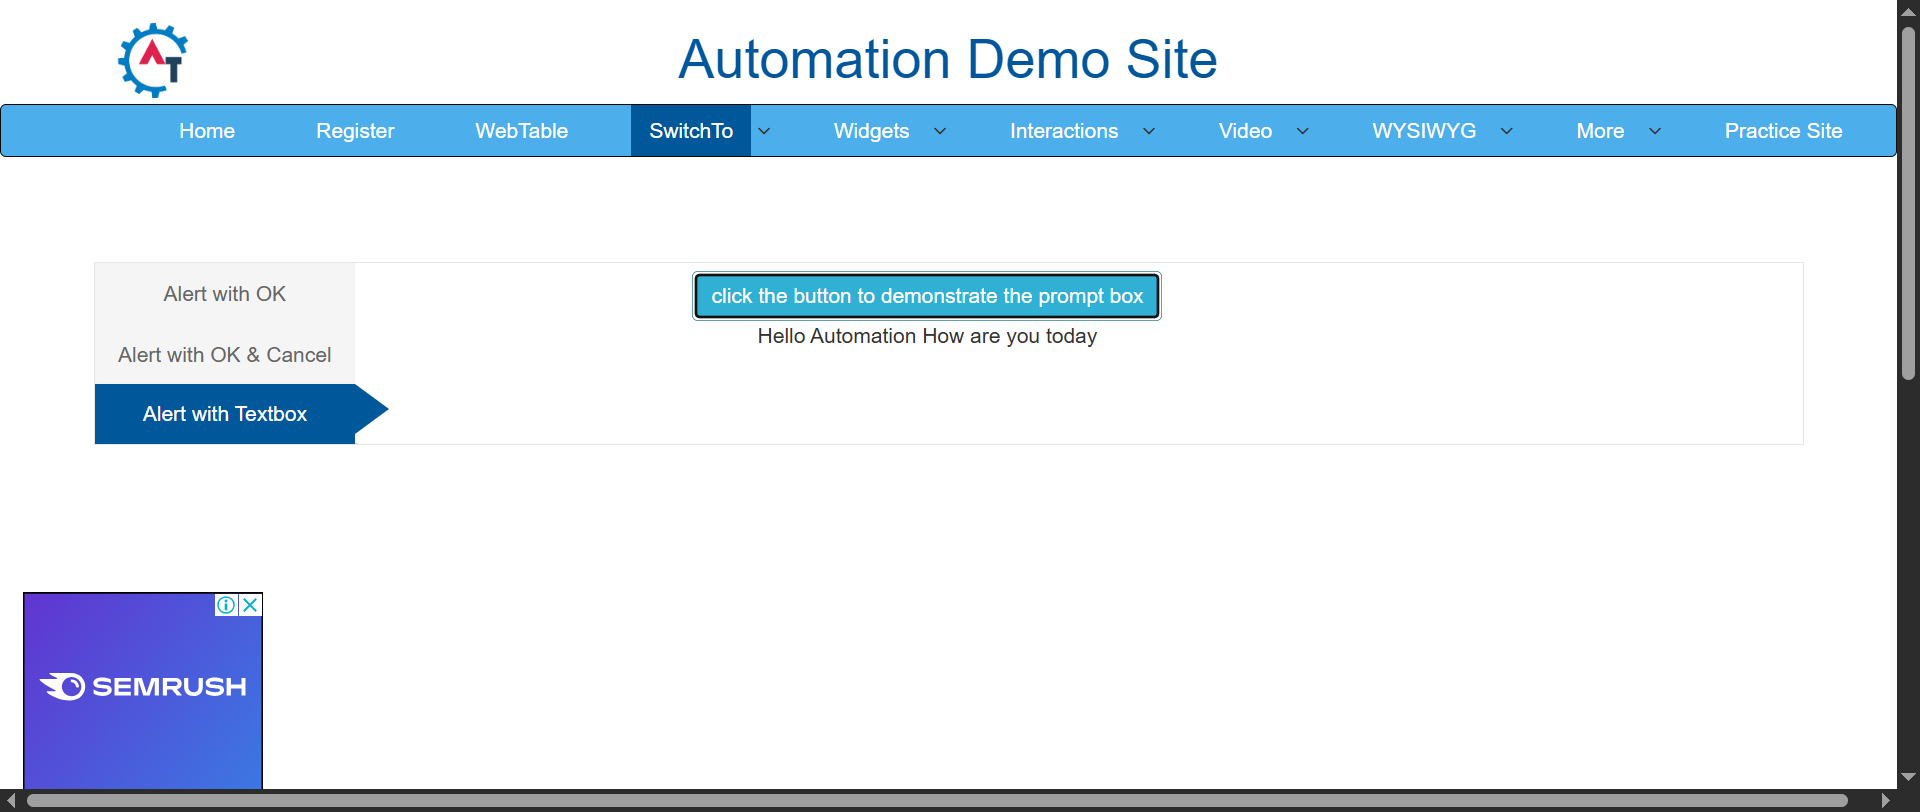 AT
Automation Demo Site
Home Register WebTable SwitchTo Widgets Interactions Video WYSIWYG More Practice Site
Alert with OK
Alert with OK & Cancel
Alert with Textbox
click the button to demonstrate the prompt box
Hello Automation How are you today
SEMRUSH